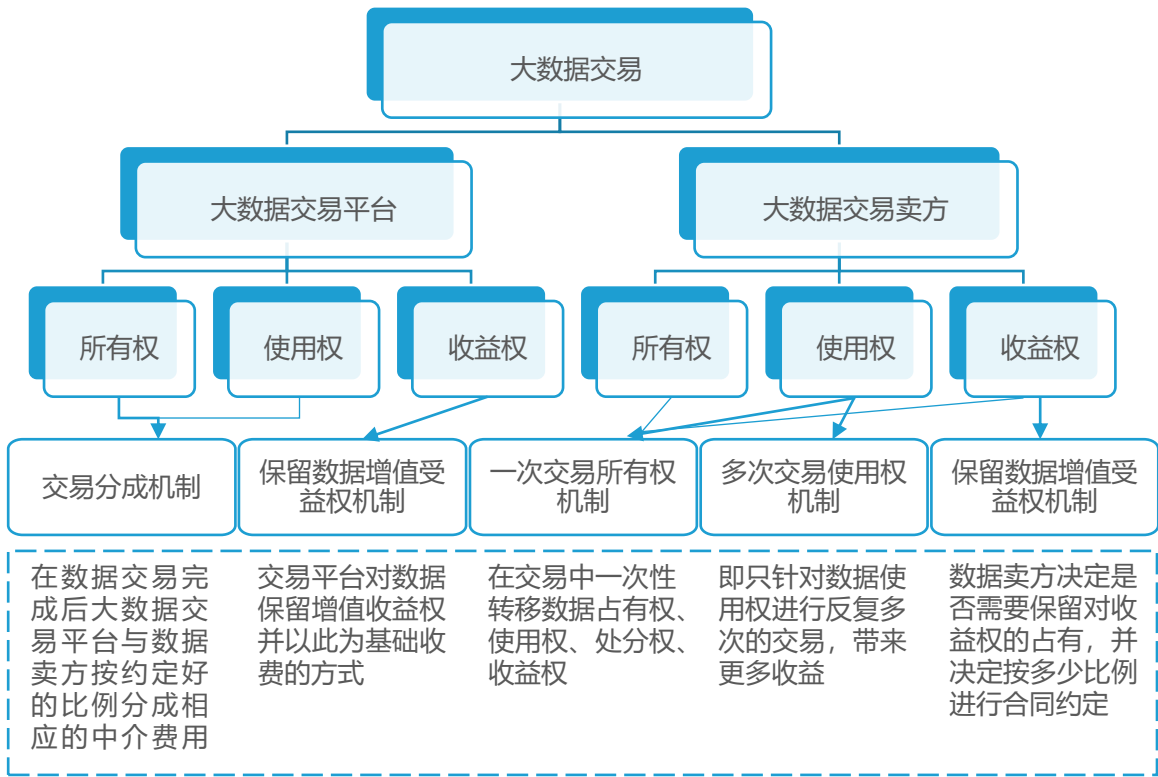 大数据交易
大数据交易平台
大数据交易卖方
所有权
使用权
收益权
所有权
使用权
收益权
交易分成机制
保留数据增值受
益权机制
一次交易所有权
机制
多次交易使用权
机制
保留数据增值受
益权机制
在数据交易完
成后大数据交
易平台与数据
卖方按约定好
的比例分成相
应的中介费用
交易平台对数据
保留增值收益权
并以此为基础收
费的方式
在交易中一次性
转移数据占有权、
使用权、处分权、
收益权
即只针对数据使
用权进行反复多
次的交易，带来
更多收益
数据卖方决定是
否需要保留对收
益权的占有，并
决定按多少比例
进行合同约定